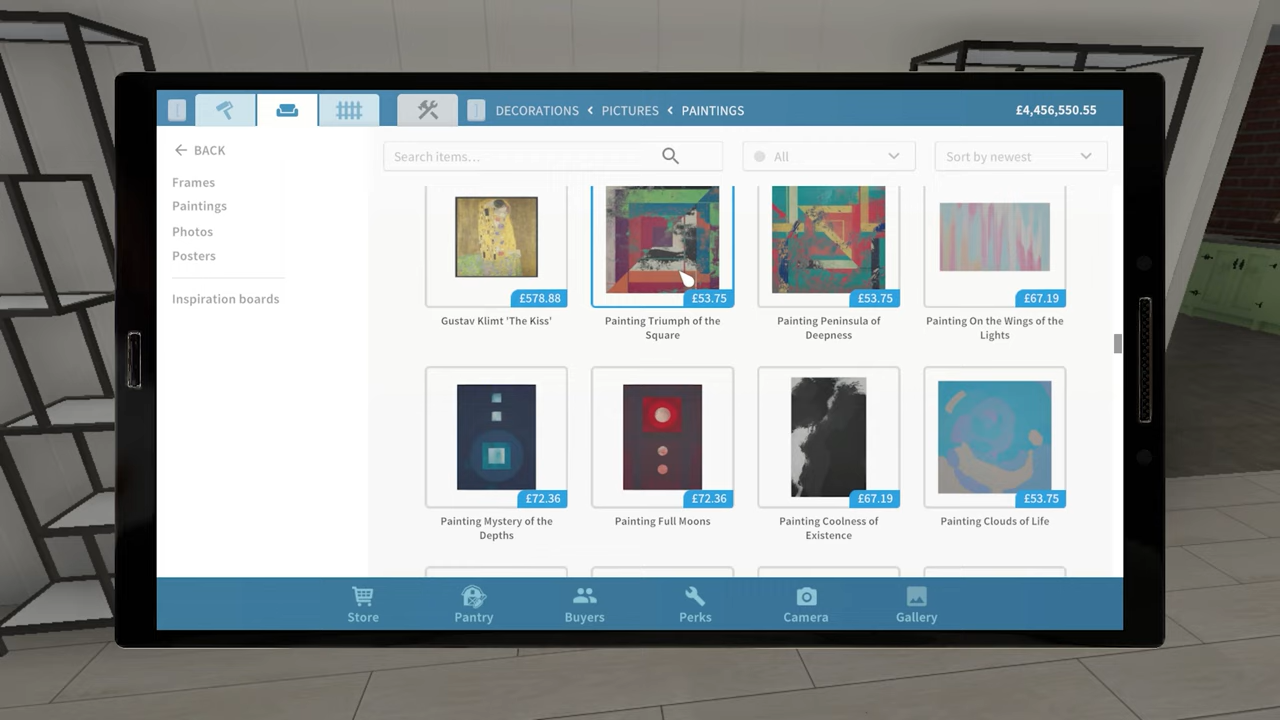 DECORATIONS < PICTURES < PAINTINGS
£4,456,550.55
BACK
Search items...
All
Sort by newest
Frames
Paintings
Photos
Posters
Inspiration boards
£578.88
£53.75
£53.75
£67.19
Gustav Klimt 'The Kiss'
Painting Triumph of the
Square
Painting Peninsula of
Deepness
Painting On the Wings of the
Lights
£72.36
£72.36
£67.19
£53.75
Painting Mystery of the
Depths
Painting Full Moons
Painting Coolness of
Existence
Painting Clouds of Life
Store
Pantry
Buyers
Perks
Camera
Gallery